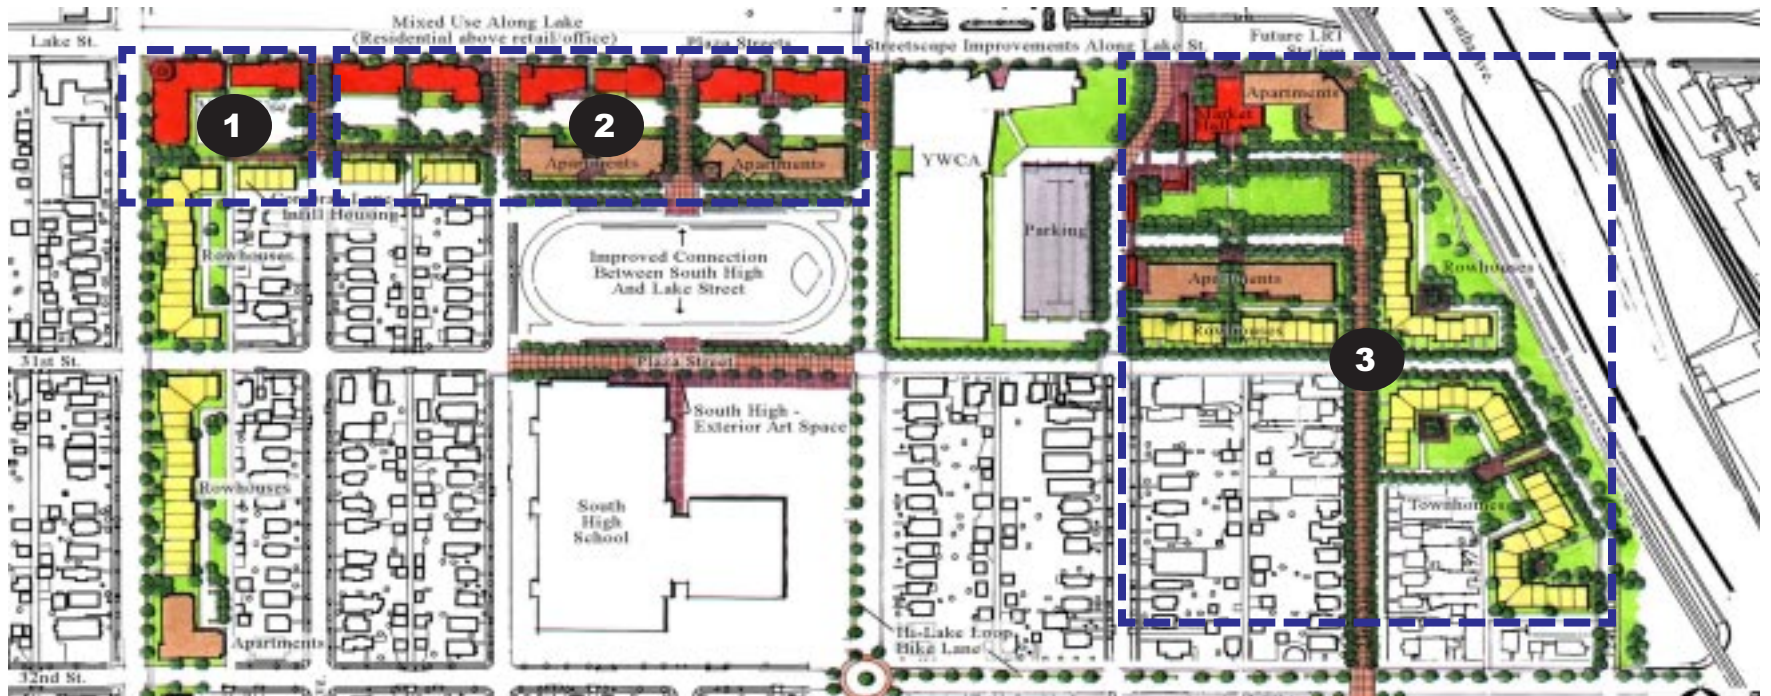 Mixed Use Along Lake
(Residential above retail/office)
Lake St.
Plaza Streets
Streetscape Improvements Along Lake St.
Future LRT
Station
Ave.
1
2
Apartments
Market
Hall
Apartments
Apartments
YWCA
Infill Housing
Rowhouses
Improved Connection
Between South High
And Lake Street
Parking
Apartments
Rowhouses
Rowhouses
31st St.
Plaza Street
3
South High -
Exterior Art Space
Rowhouses
South
High
School
Townhomes
Apartments
Hi-Lake Loop
Bike Lane
32nd St.